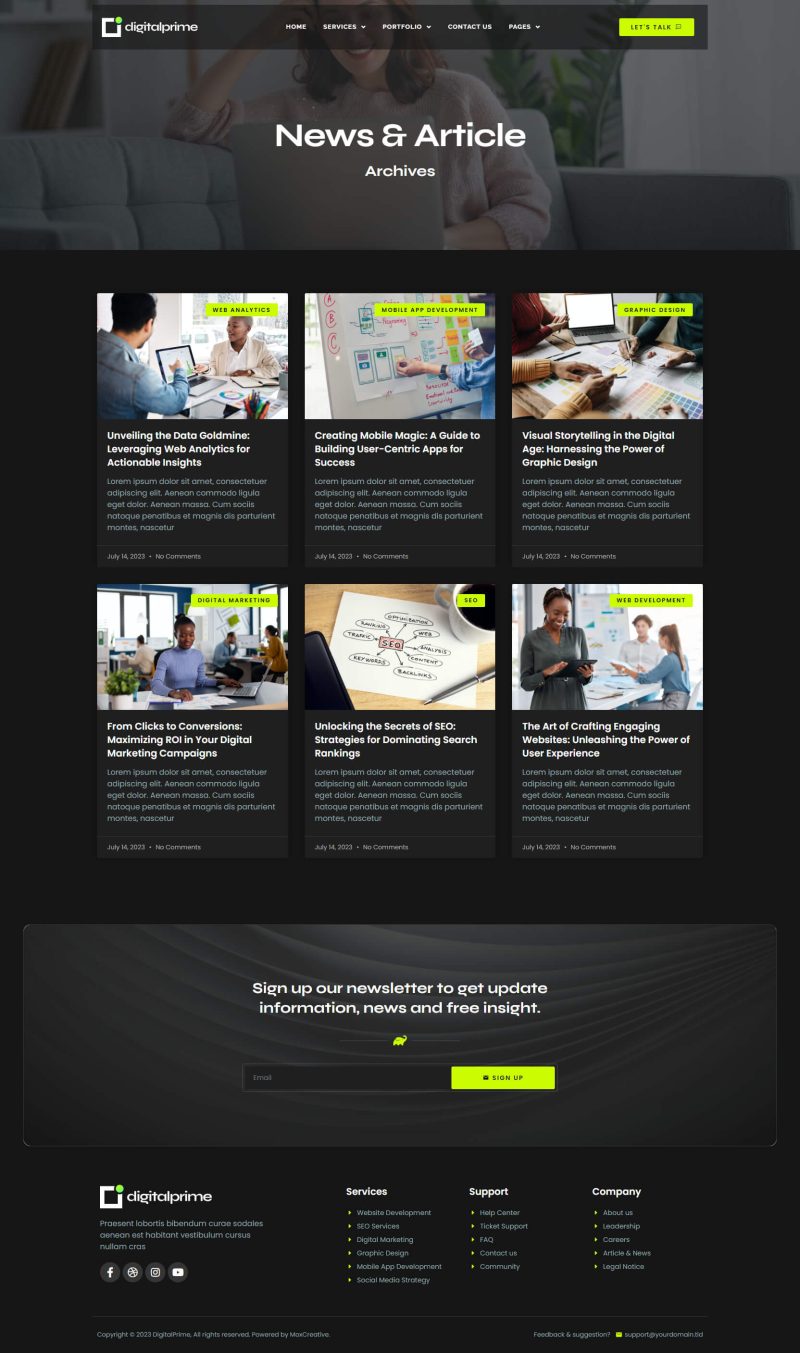 digitalprime
HOME SERVICES PORTFOLIO CONTACT US PAGES
LET'S TALK
News & Article
Archives
WEB ANALYTICS
Unveiling the Data Goldmine:
Leveraging Web Analytics for
Actionable Insights
Lorem ipsum dolor sit amet, consectetuer
adipiscing elit. Aenean commodo ligula
eget dolor. Aenean massa. Cum sociis
natoque penatibus et magnis dis parturient
montes, nascetur
July 14, 2023 • No Comments
MOBILE APP DEVELOPMENT
Programming
Creating Mobile Magic: A Guide to
Building User-Centric Apps for
Success
Lorem ipsum dolor sit amet, consectetuer
adipiscing elit. Aenean commodo ligula
eget dolor. Aenean massa. Cum sociis
natoque penatibus et magnis dis parturient
montes, nascetur
July 14, 2023 • No Comments
GRAPHIC DESIGN
Visual Storytelling in the Digital
Age: Harnessing the Power of
Graphic Design
Lorem ipsum dolor sit amet, consectetuer
adipiscing elit. Aenean commodo ligula
eget dolor. Aenean massa. Cum sociis
natoque penatibus et magnis dis parturient
montes, nascetur
July 14, 2023 • No Comments
DIGITAL MARKETING
From Clicks to Conversions:
Maximizing ROI in Your Digital
Marketing Campaigns
Lorem ipsum dolor sit amet, consectetuer
adipiscing elit. Aenean commodo ligula
eget dolor. Aenean massa. Cum sociis
natoque penatibus et magnis dis parturient
montes, nascetur
July 14, 2023 • No Comments
SEO
OPTIMIZATION
RANKING
WEB
TRAFFIC
SEO
ANALYSIS
KEYWORDS
CONTENT
BACKLINKS
Unlocking the Secrets of SEO:
Strategies for Dominating Search
Rankings
Lorem ipsum dolor sit amet, consectetuer
adipiscing elit. Aenean commodo ligula
eget dolor. Aenean massa. Cum sociis
natoque penatibus et magnis dis parturient
montes, nascetur
July 14, 2023 • No Comments
WEB DEVELOPMENT
The Art of Crafting Engaging
Websites: Unleashing the Power of
User Experience
Lorem ipsum dolor sit amet, consectetuer
adipiscing elit. Aenean commodo ligula
eget dolor. Aenean massa. Cum sociis
natoque penatibus et magnis dis parturient
montes, nascetur
July 14, 2023 • No Comments
Sign up our newsletter to get update
information, news and free insight.
Email
SIGN UP
digitalprime
Praesent lobortis bibendum curae sodales
aenean est habitant vestibulum cursus
nullam cras
Services
Website Development
SEO Services
Digital Marketing
Graphic Design
Mobile App Development
Social Media Strategy
Support
Help Center
Ticket Support
FAQ
Contact us
Community
Company
About us
Leadership
Careers
Article & News
Legal Notice
Copyright © 2023 DigitalPrime, All rights reserved. Powered by MaxCreative.
Feedback & suggestion? support@yourdomain.tld